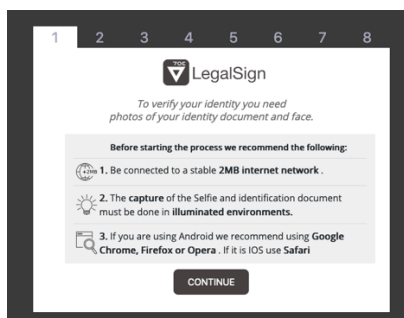 1 2 3 4 5 6 7 8
TOC LegalSign
To verify your identity you need
photos of your identity document and face.
Before starting the process we recommend the following:
+2MB 1. Be connected to a stable 2MB internet network .
2. The capture of the Selfie and identification document
must be done in illuminated environments.
3. If you are using Android we recommend using Google
Chrome, Firefox or Opera . If it is IOS use Safari
CONTINUE